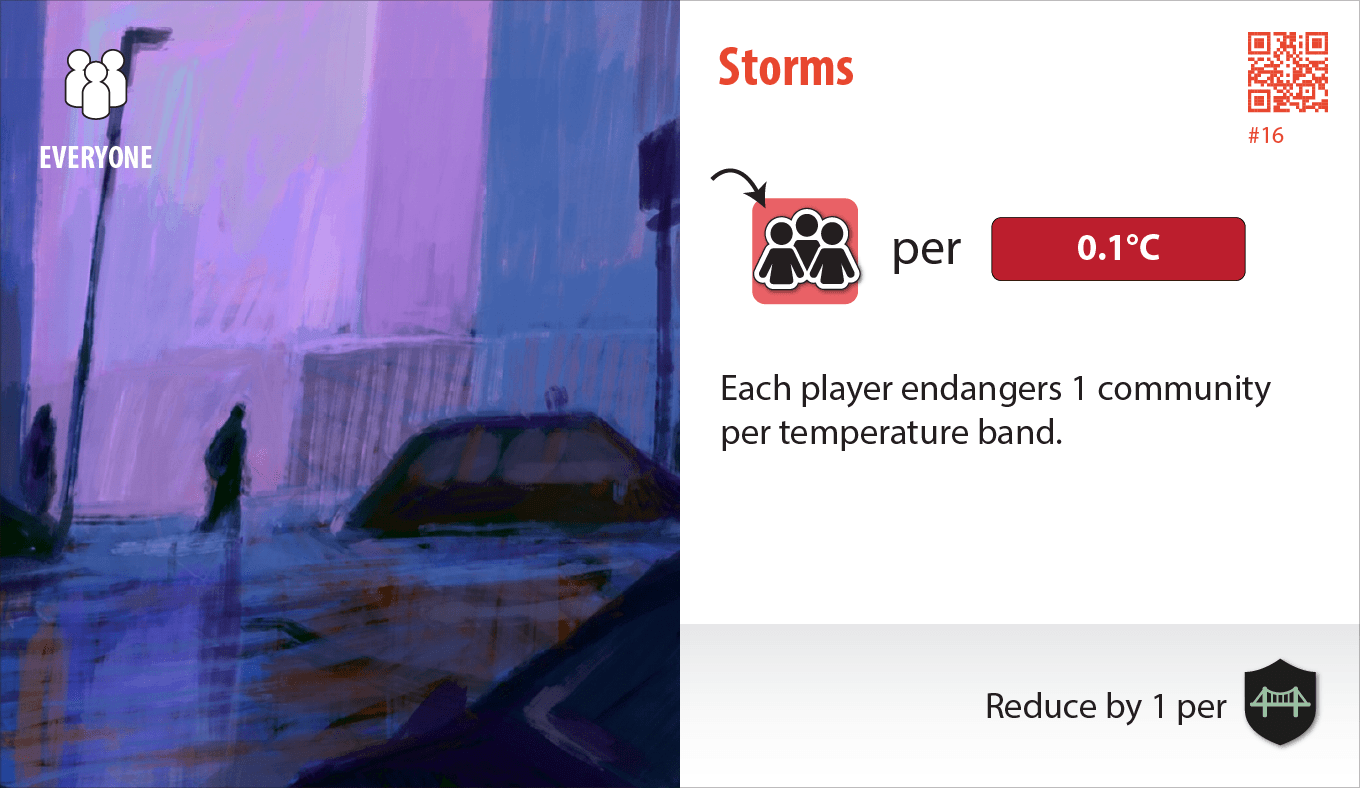 EVERYONE
Storms
#16
per 0.1°C
Each player endangers 1 community
per temperature band.
Reduce by 1 per